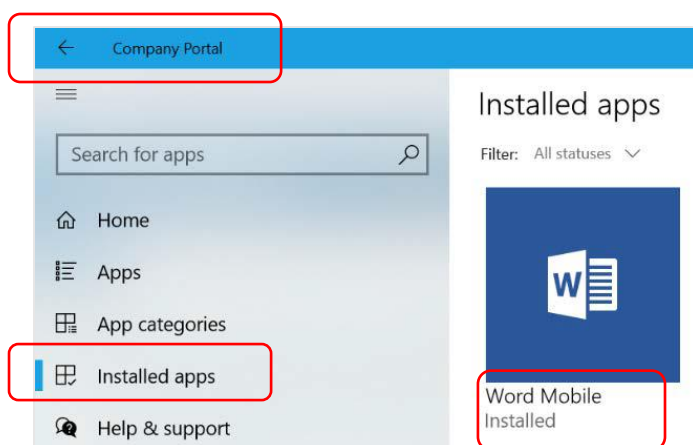 Company Portal
Installed apps
Search for apps
Filter: All statuses
Home
Apps
App categories
Installed apps
Help & support
W
Word Mobile
Installed